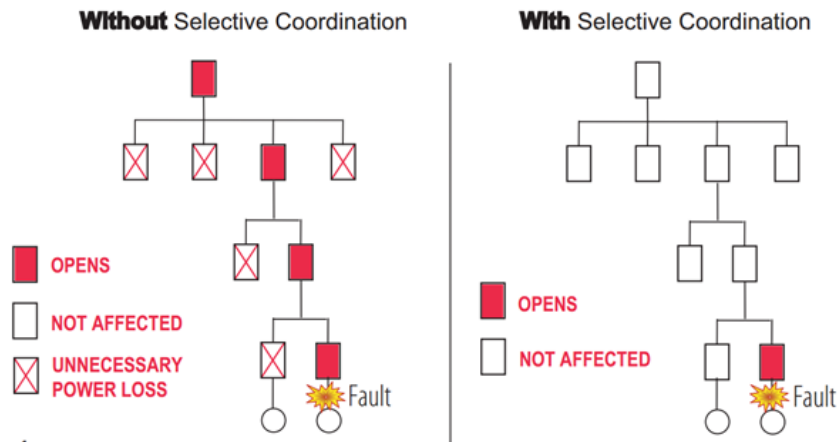 WIthout Selective Coordination
WIth Selective Coordination
OPENS
NOT AFFECTED
UNNECESSARY
POWER LOSS
Fault
OPENS
NOT AFFECTED
Fault